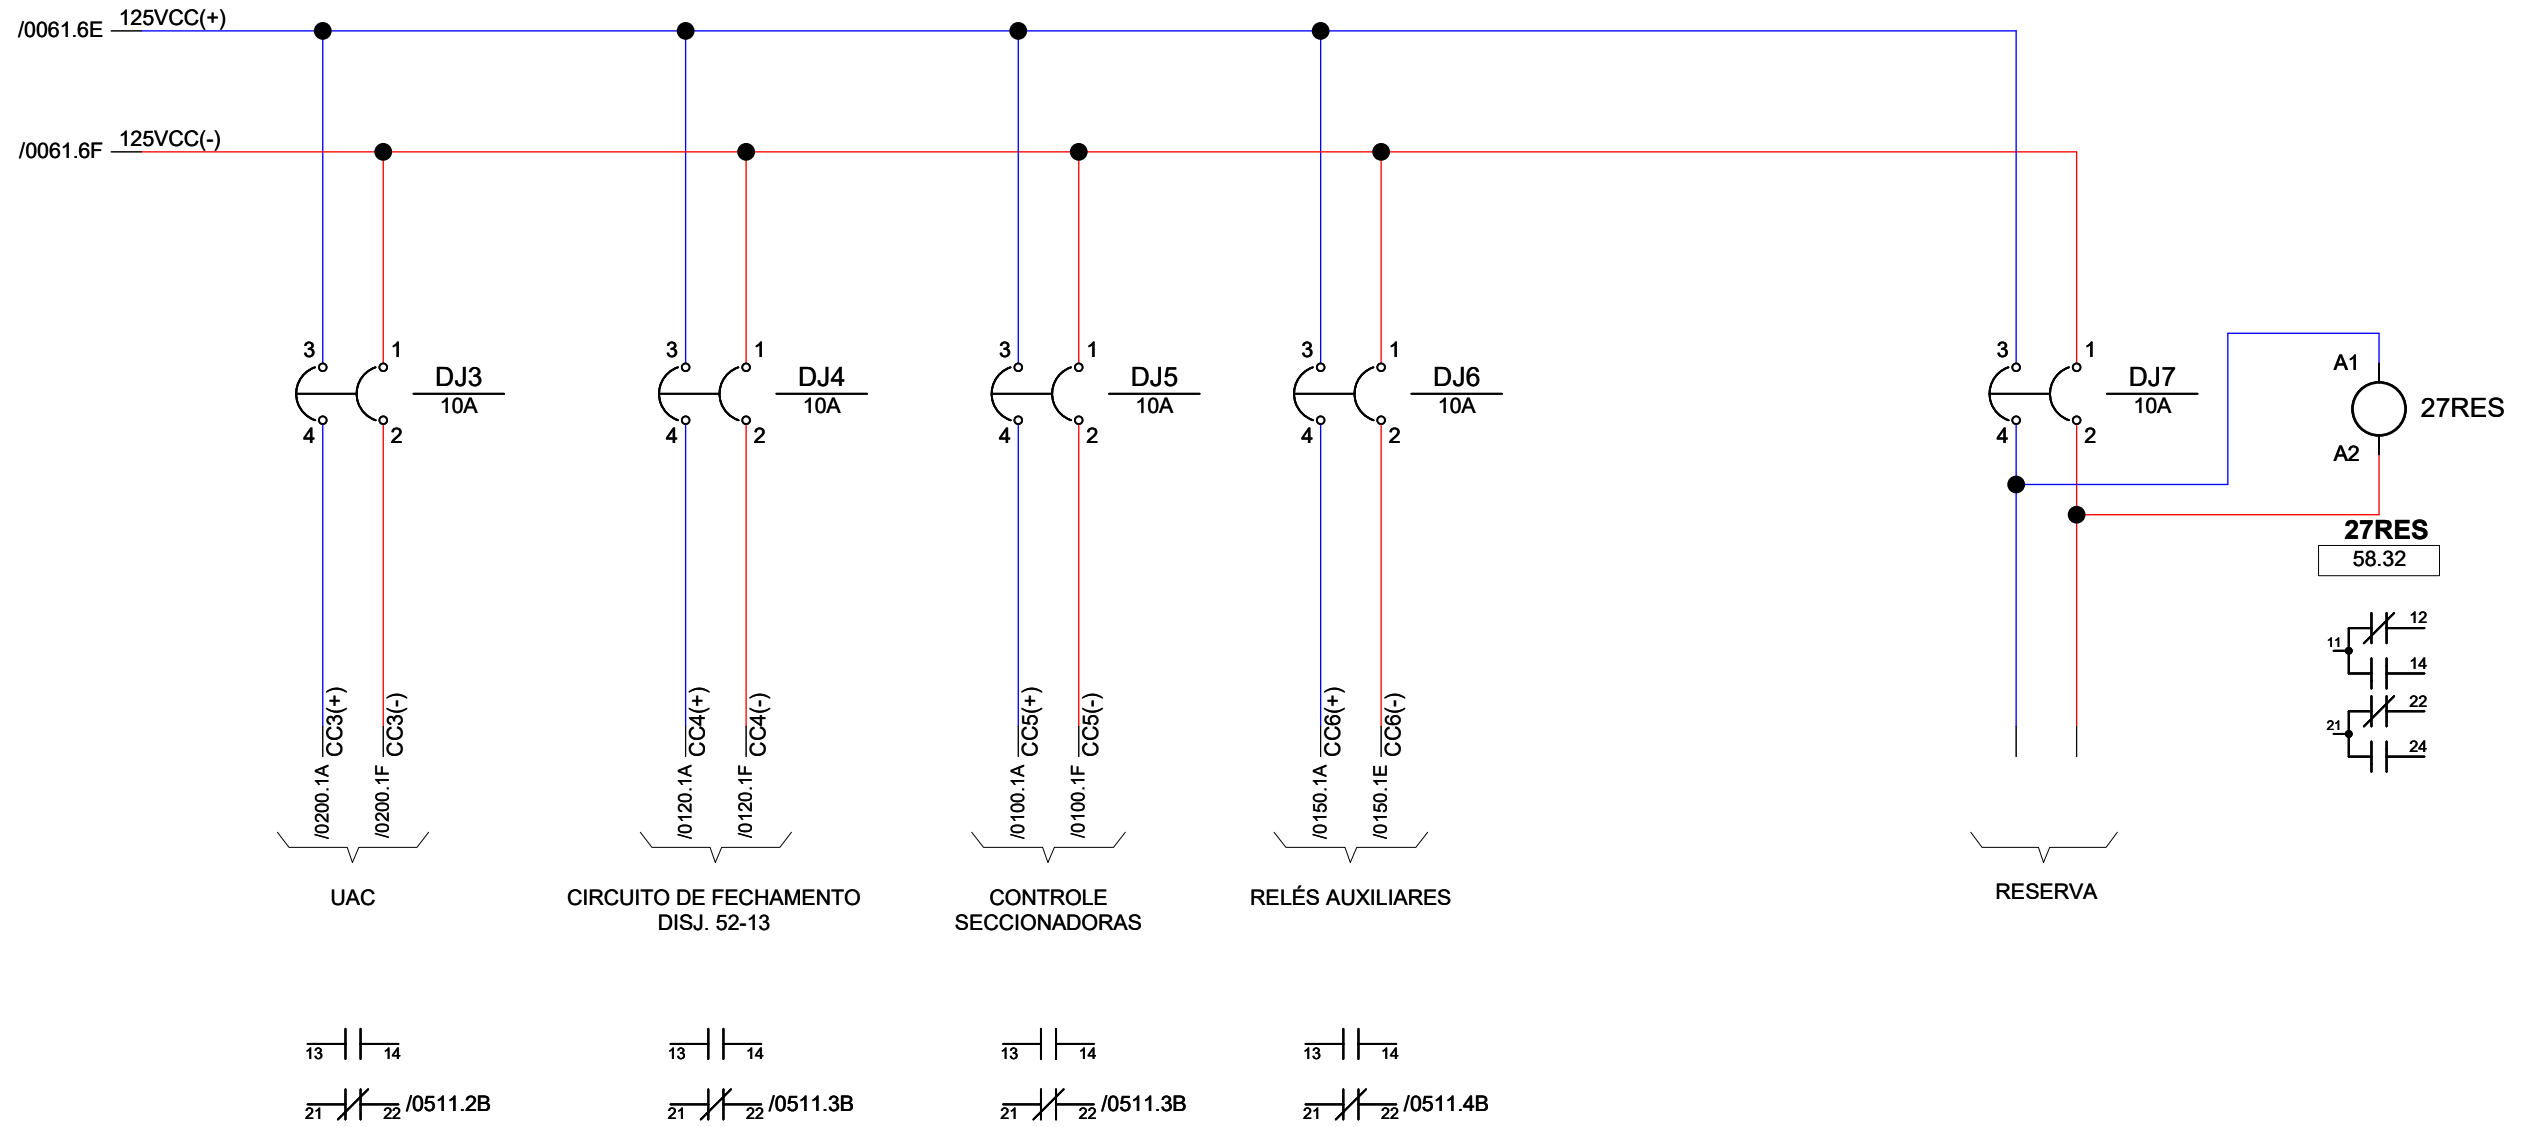 /0061.6E 125VCC(+)
/0061.6F 125VCC(-)
3 1 DJ3 10A 4 2
3 1 DJ4 10A 4 2
3 1 DJ5 10A 4 2
3 1 DJ6 10A 4 2
3 1 DJ7 10A 4 2
A1
27RES
A2
27RES
58.32
11 12
14
21 22
24
CC3(+) CC3(-)
/0200.1A /0200.1F
UAC
CC4(+) CC4(-)
/0120.1A /0120.1F
CIRCUITO DE FECHAMENTO
DISJ. 52-13
CC5(+) CC5(-)
/0100.1A /0100.1F
CONTROLE
SECCIONADORAS
CC6(+) CC6(-)
/0150.1A /0150.1E
RELÉS AUXILIARES
RESERVA
13 14
21 22 /0511.2B
13 14
21 22 /0511.3B
13 14
21 22 /0511.3B
13 14
21 22 /0511.4B